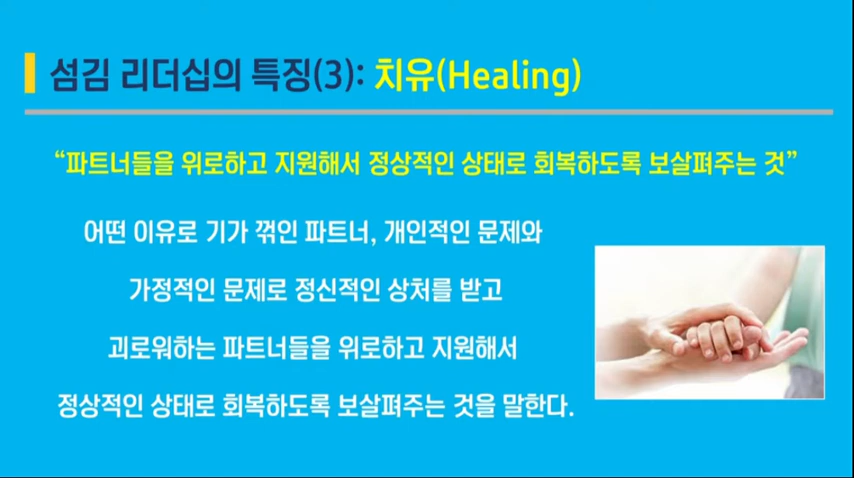 섬김 리더십의 특징(3): 치유(Healing)
“파트너들을 위로하고 지원해서 정상적인 상태로 회복하도록 보살펴주는 것”
어떤 이유로 기가 꺾인 파트너, 개인적인 문제와
가정적인 문제로 정신적인 상처를 받고
괴로워하는 파트너들을 위로하고 지원해서
정상적인 상태로 회복하도록 보살펴주는 것을 말한다.